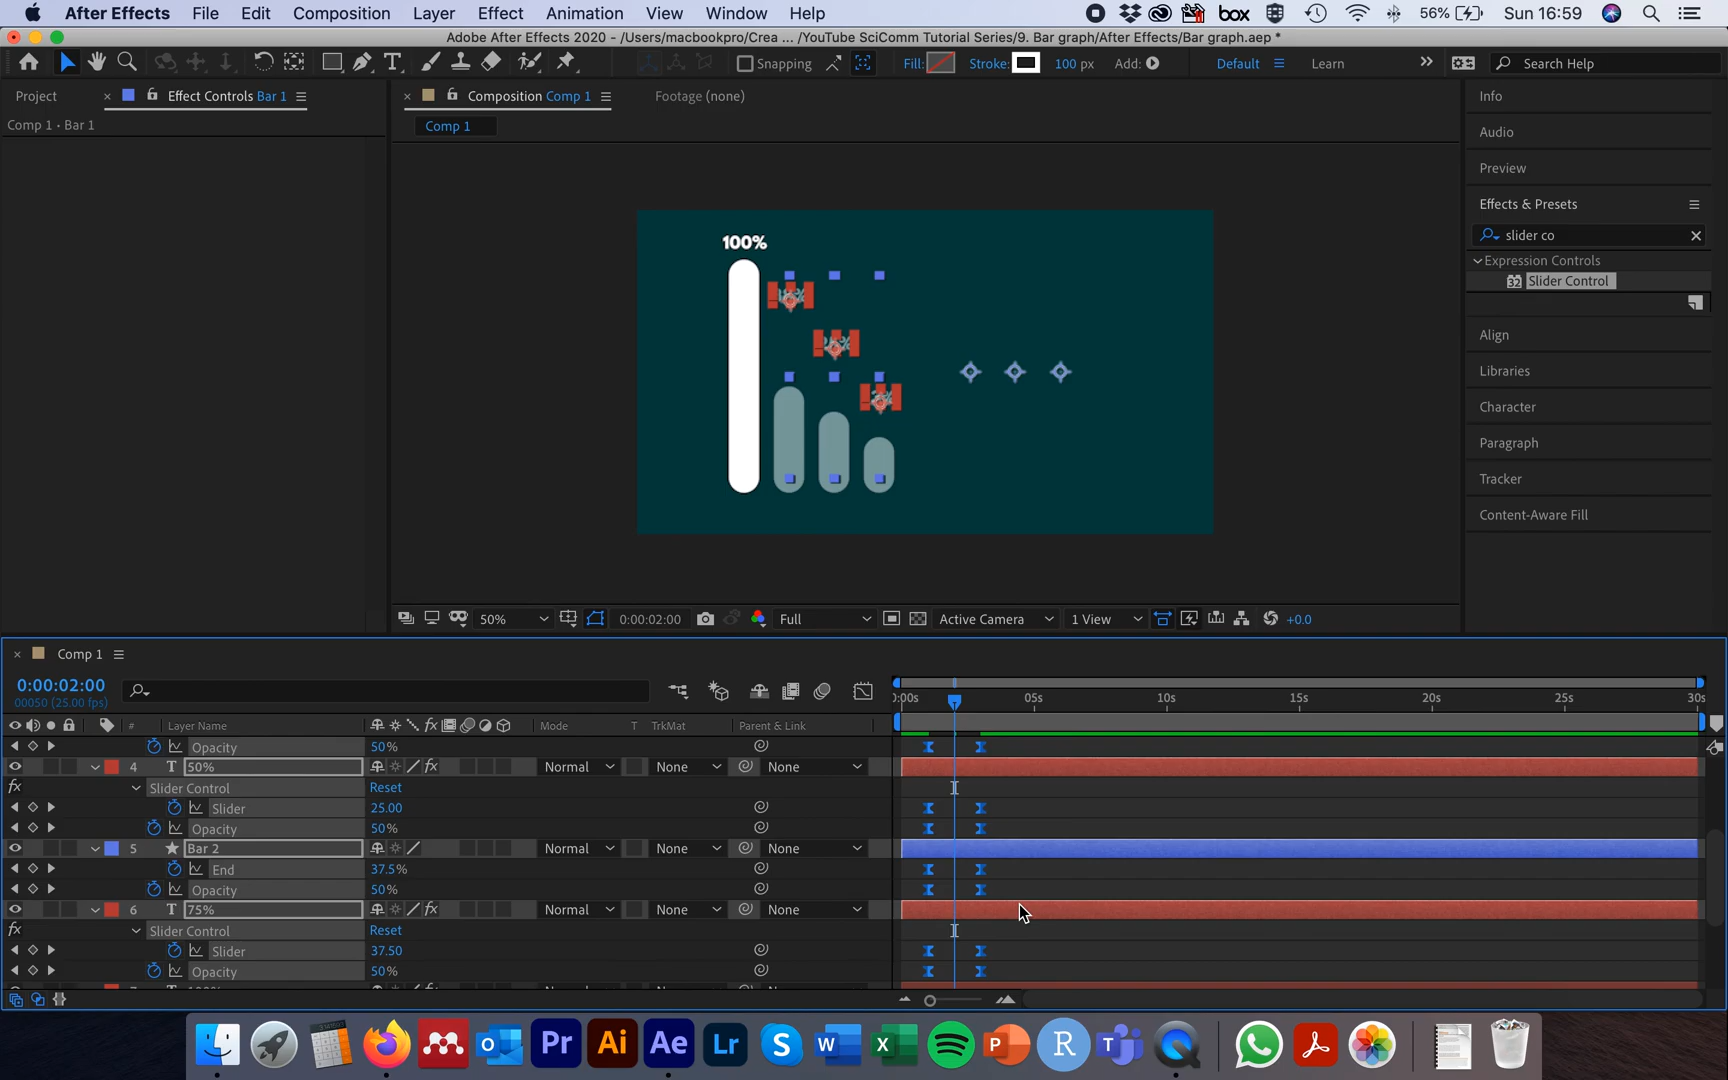 After Effects File Edit Composition Layer Effect Animation View Window Help box 56% Sun 16:59
Adobe After Effects 2020 - /Users/macbookpro/Crea ... /YouTube SciComm Tutorial Series/9. Bar graph/After Effects/Bar graph.aep *
T Snapping Fill: Stroke: 100 px Add: Default Learn Search Help
Project Effect Controls Bar 1 Composition Comp 1 Footage (none) Info
Comp 1 • Bar 1 Comp 1
Audio
Preview
Effects & Presets
slider co
Expression Controls
32 Slider Control
Align
Libraries
Character
Paragraph
Tracker
Content-Aware Fill
100%
50% 0:00:02:00 Full Active Camera 1 View +0.0
Comp 1
0:00:02:00
00050 (25.00 fps)
05s 10s 15s 20s 25s 30s
# Layer Name Mode T TrkMat Parent & Link
Opacity 50%
4 T 50% Normal None None
fx Slider Control Reset
Slider 25.00
Opacity 50%
5 Bar 2 Normal None None
End 37.5%
Opacity 50%
6 T 75% Normal None None
fx Slider Control Reset
Slider 37.50
Opacity 50%
Pr Ai Ae Lr S W X P R T